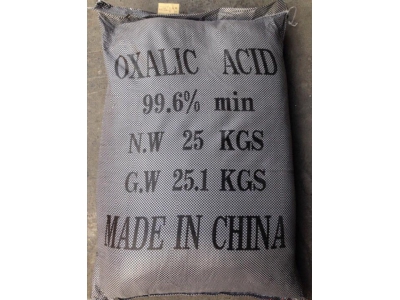 OXALIC ACID
99.6% min
N.W 25 KGS
G.W 25.1 KGS
MADE IN CHINA